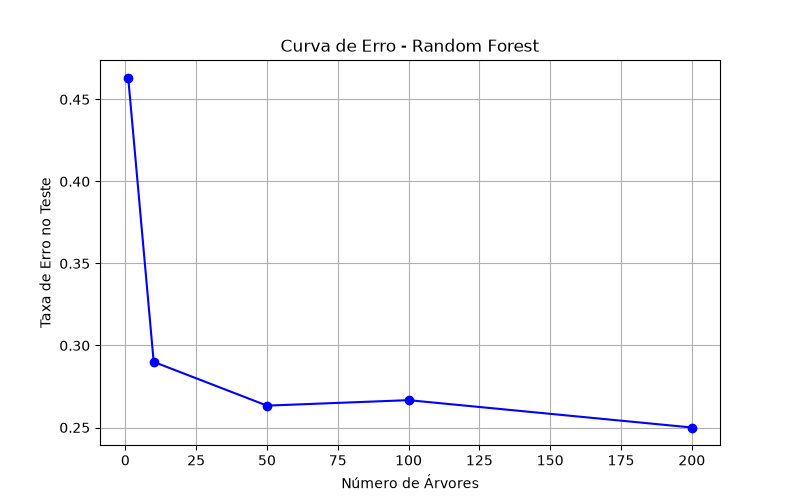 Curva de Erro - Random Forest
Taxa de Erro no Teste
0.45
0.40
0.35
0.30
0.25
0 25 50 75 100 125 150 175 200
Número de Árvores